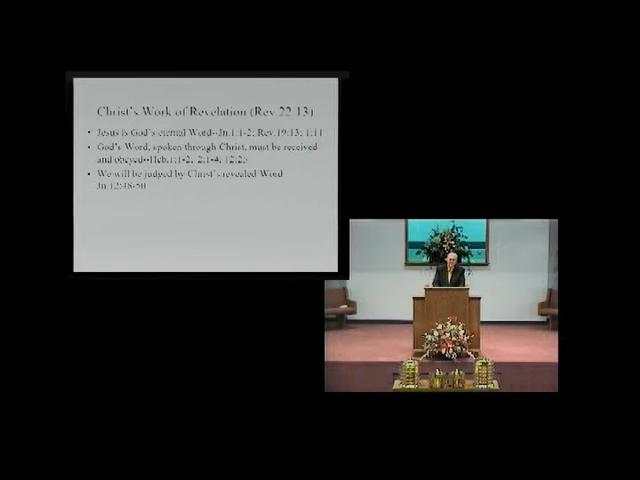 Christ's Work of Revelation (Rev. 22:13)
• Jesus is God's eternal Word--Jn.1:1-2; Rev.19:13; 1:11
• God's Word, spoken through Christ, must be received
and obeyed--Heb.1:1-2; 2:1-4; 12:25
• We will be judged by Christ's revealed Word
Jn.12:48-50